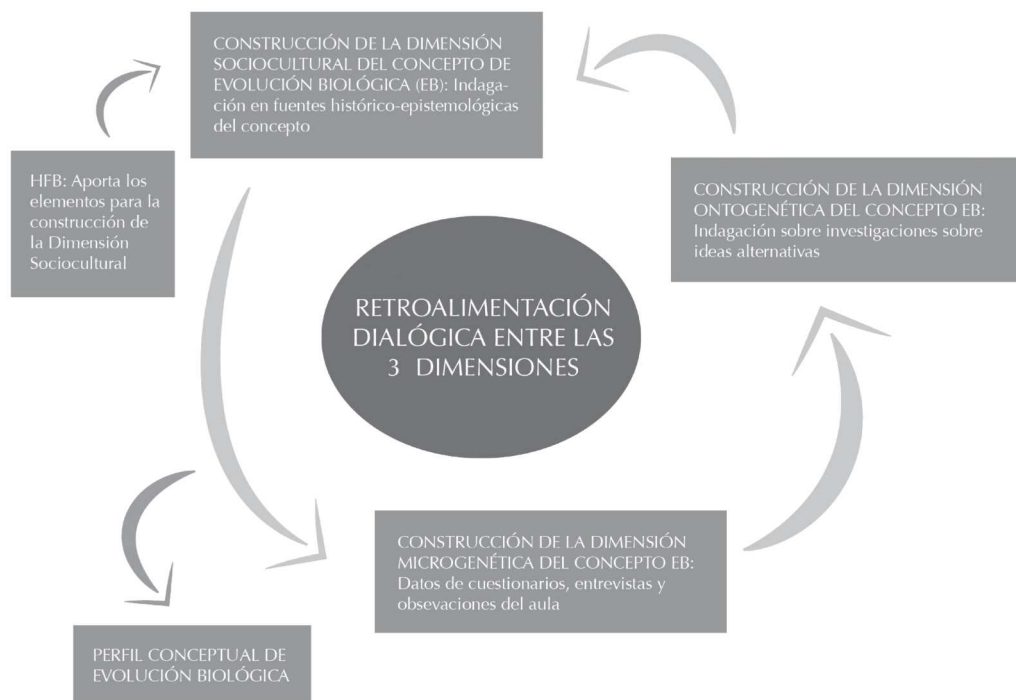 CONSTRUCCIÓN DE LA DIMENSIÓN
SOCIOCULTURAL DEL CONCEPTO DE
EVOLUCIÓN BIOLÓGICA (EB): Indaga-
ción en fuentes histórico-epistemológicas
del concepto
HFB: Aporta los
elementos para la
construcción de
la Dimensión
Sociocultural
CONSTRUCCIÓN DE LA DIMENSIÓN
ONTOGENÉTICA DEL CONCEPTO EB:
Indagación sobre investigaciones sobre
ideas alternativas
RETROALIMENTACIÓN
DIALÓGICA ENTRE LAS
3 DIMENSIONES
CONSTRUCCIÓN DE LA DIMENSIÓN
MICROGENÉTICA DEL CONCEPTO EB:
Datos de cuestionarios, entrevistas y
obsevaciones del aula
PERFIL CONCEPTUAL DE
EVOLUCIÓN BIOLÓGICA